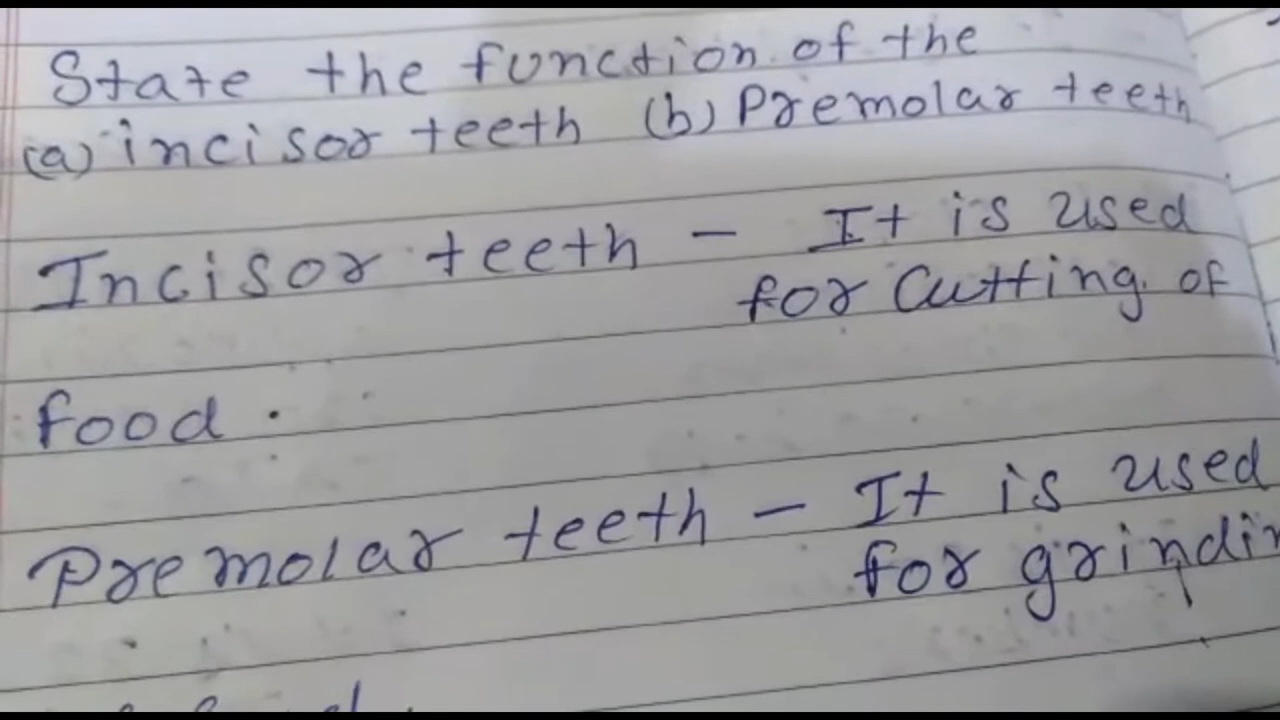 State the function of the
(a) incisor teeth (b) Premolar teeth
Incisor teeth - It is used
for Cutting of
food .
Premolar teeth - It is used
for